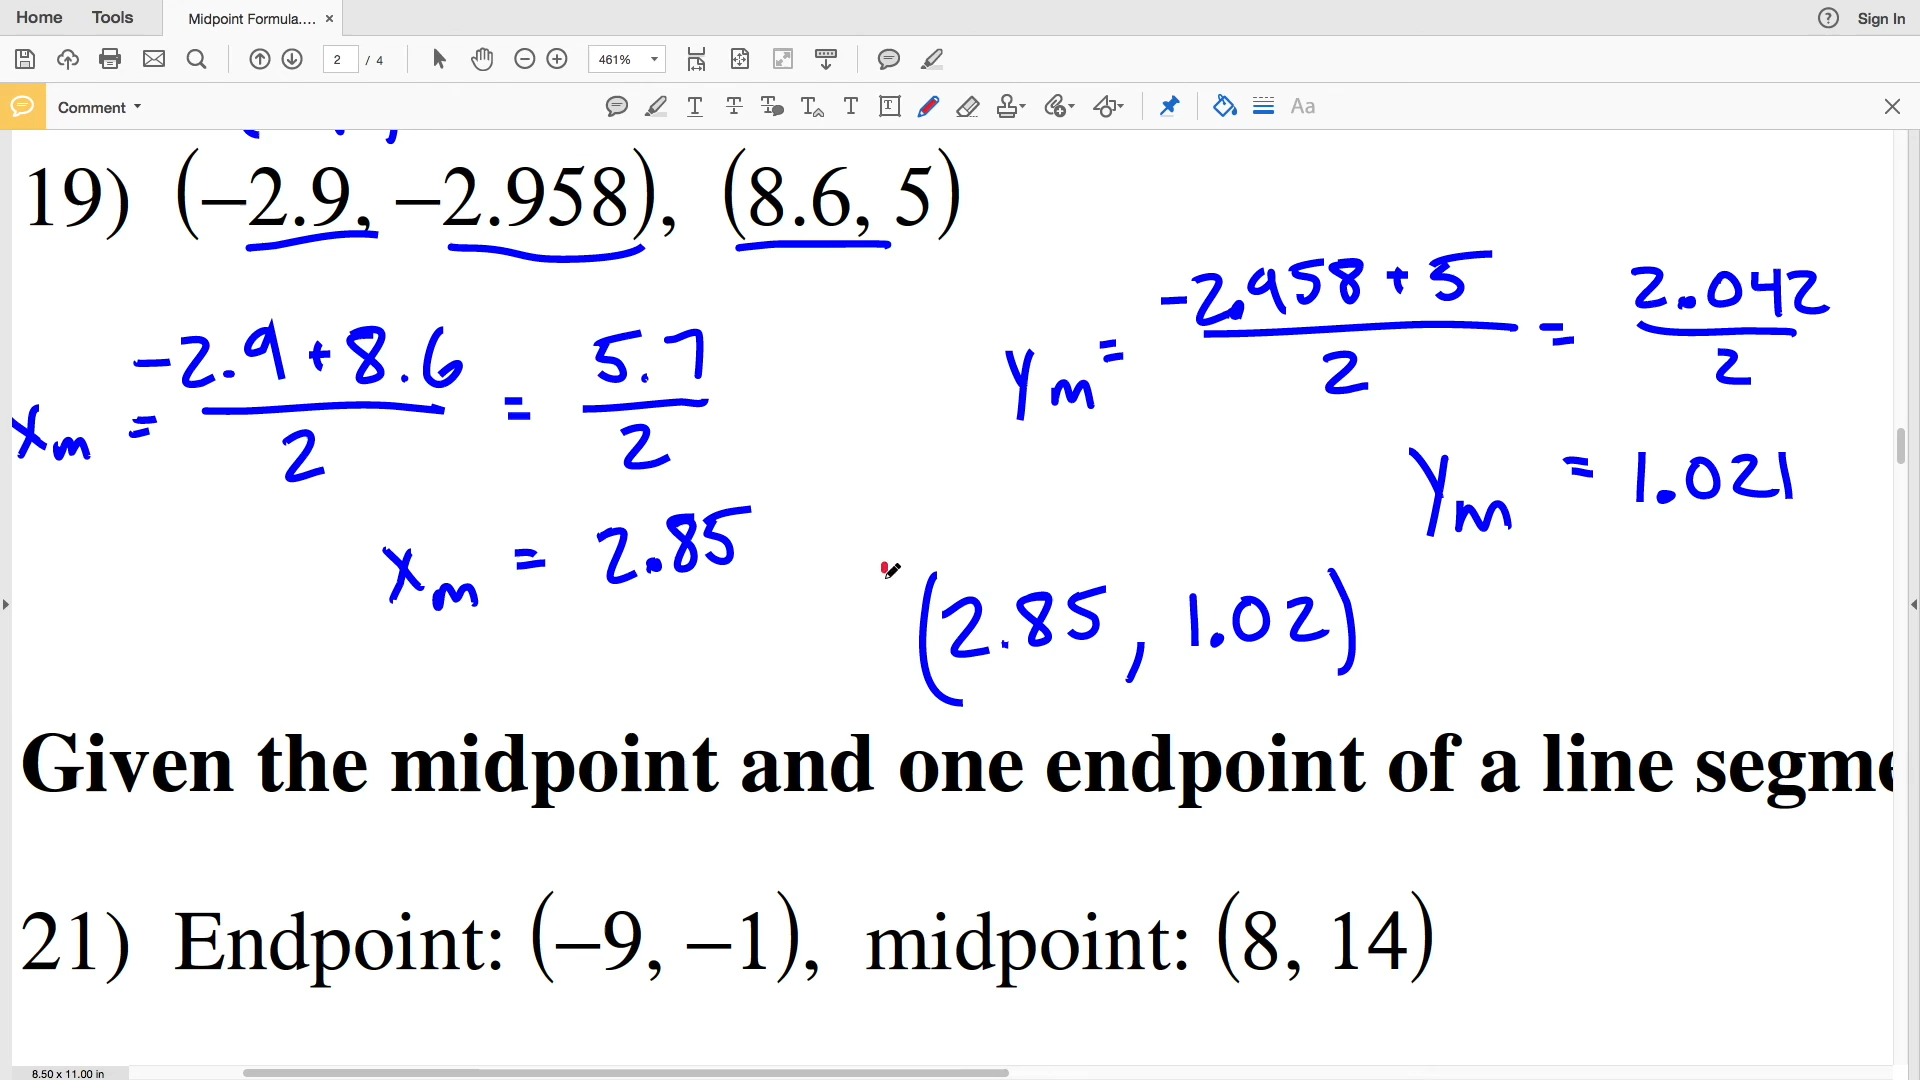 Home Tools Midpoint Formula.... × ? Sign In
2 / 4 461%
Comment Aa
19) (−2.9, −2.958), (8.6, 5)
xm = -2.9 + 8.6 / 2 = 5.7 / 2
ym = -2.958 + 5 / 2 = 2.042 / 2
xm = 2.85
ym = 1.021
(2.85, 1.02)
Given the midpoint and one endpoint of a line segme
21) Endpoint: (−9, −1), midpoint: (8, 14)
8.50 x 11.00 in